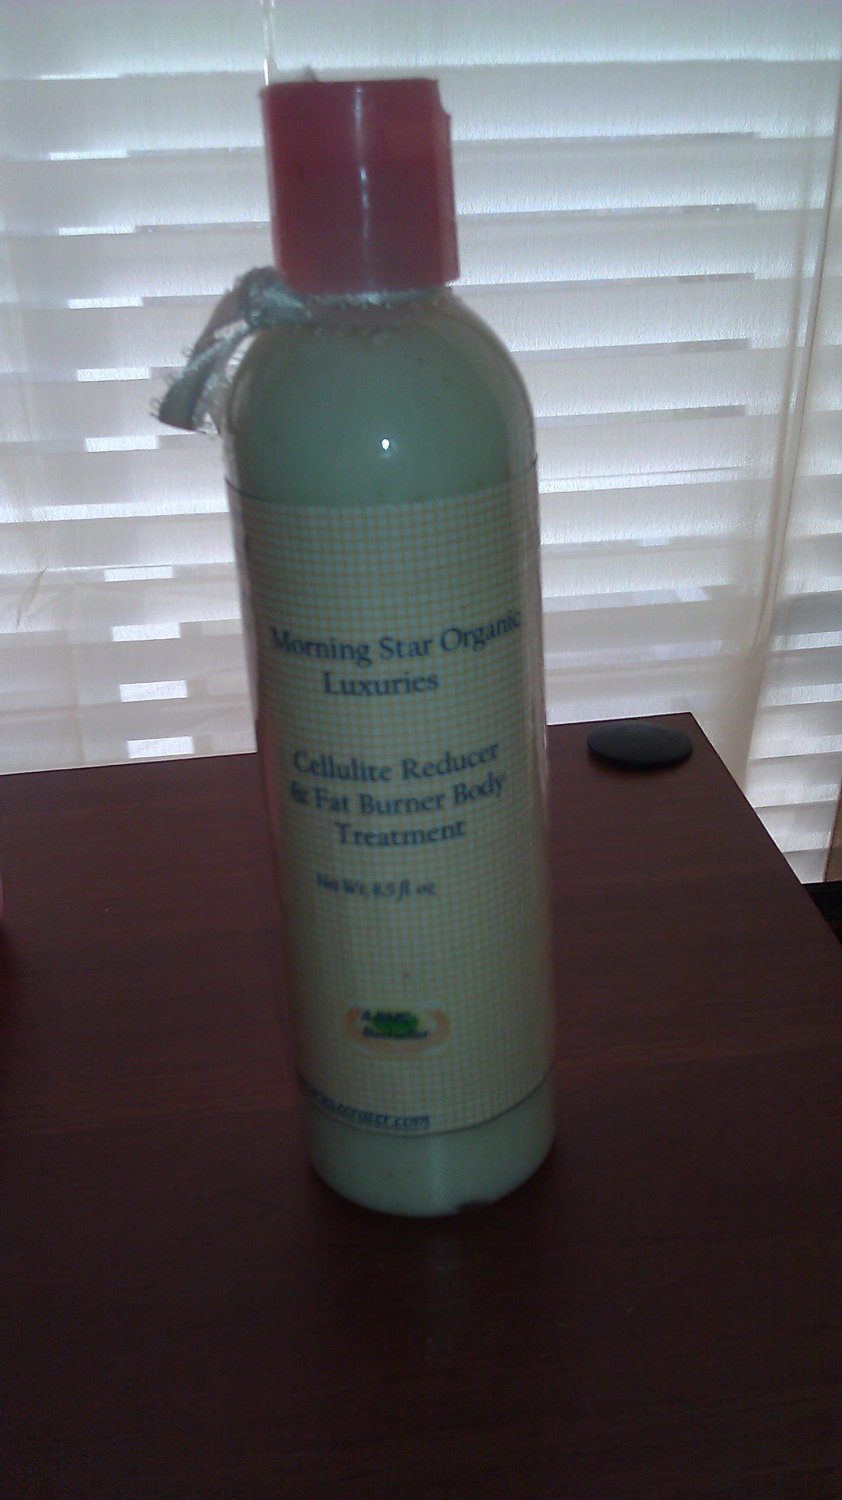 Morning Star Organic
Luxuries
Cellulite Reducer
& Fat Burner Body
Treatment
Net Wt, 8.5 fl. oz.